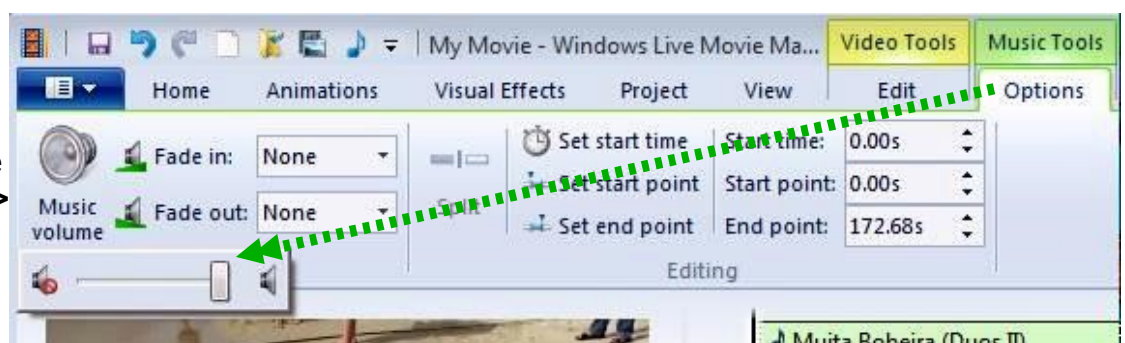 My Movie - Windows Live Movie Ma...
Video Tools
Music Tools
Home
Animations
Visual Effects
Project
View
Edit
Options
Music volume
Fade in:
None
Fade out:
None
Split
Set start time
Set start point
Set end point
Start time:
0.00s
Start point:
0.00s
End point:
172.68s
Editing
>
Muita Bobeira (Duos II)